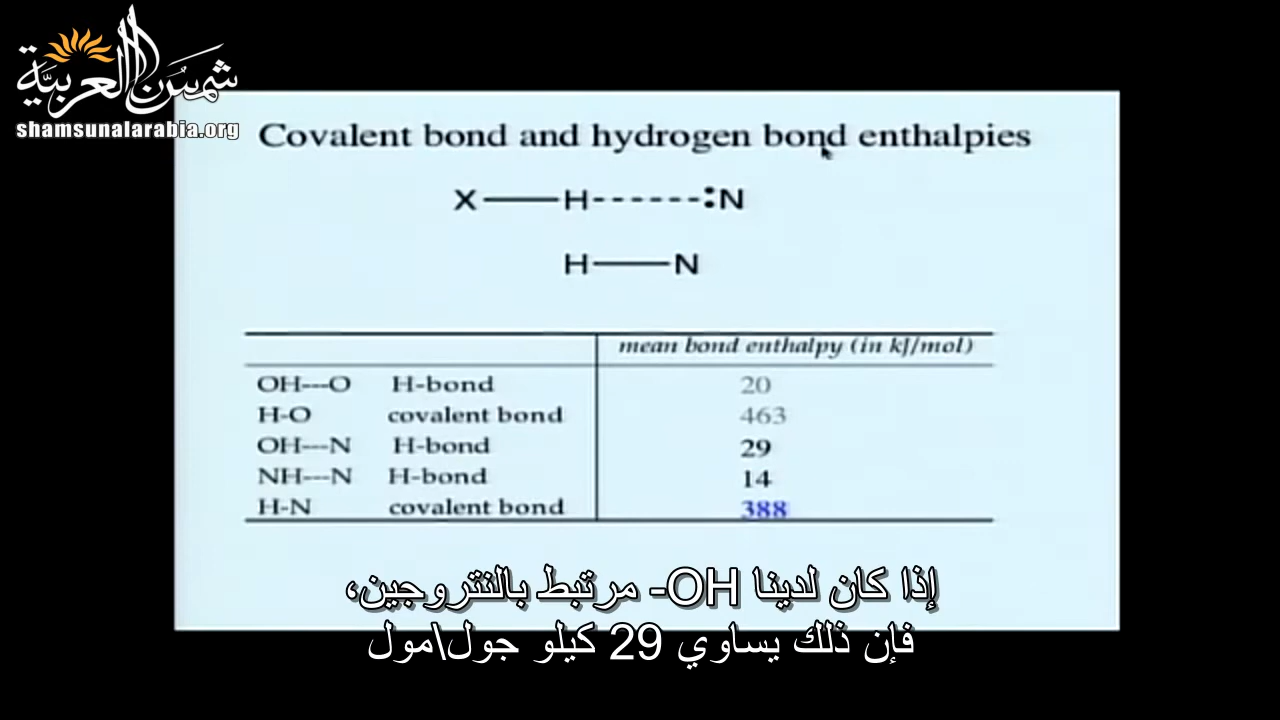 شمس العربية
shamsunalarabia.org
Covalent bond and hydrogen bond enthalpies
X—H------:N
H—N
mean bond enthalpy (in kJ/mol)
OH---O H-bond 20
H-O covalent bond 463
OH---N H-bond 29
NH---N H-bond 14
H-N covalent bond 388
إذا كان لدينا OH- مرتبط بالنتروجين،
فإن ذلك يساوي 29 كيلو جول\مول